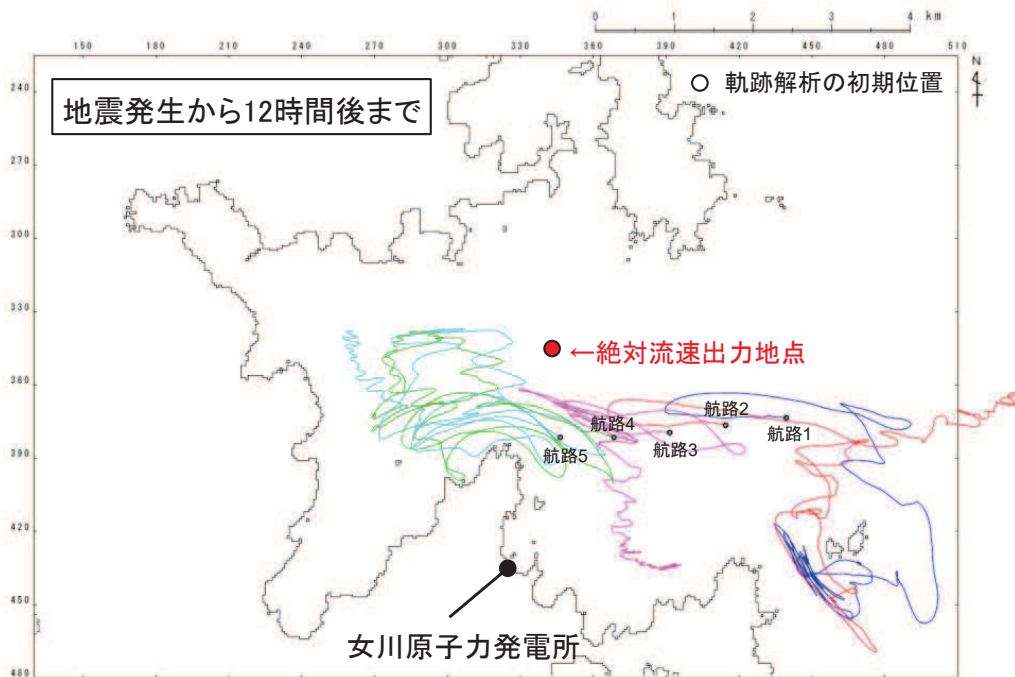 0 1 2 3 4 km
150 180 210 240 270 300 330 360 390 420 450 480 510
N
240
270
300
330
360
390
420
450
480
地震発生から12時間後まで
軌跡解析の初期位置
←絶対流速出力地点
航路2
航路4
航路1
航路3
航路5
女川原子力発電所